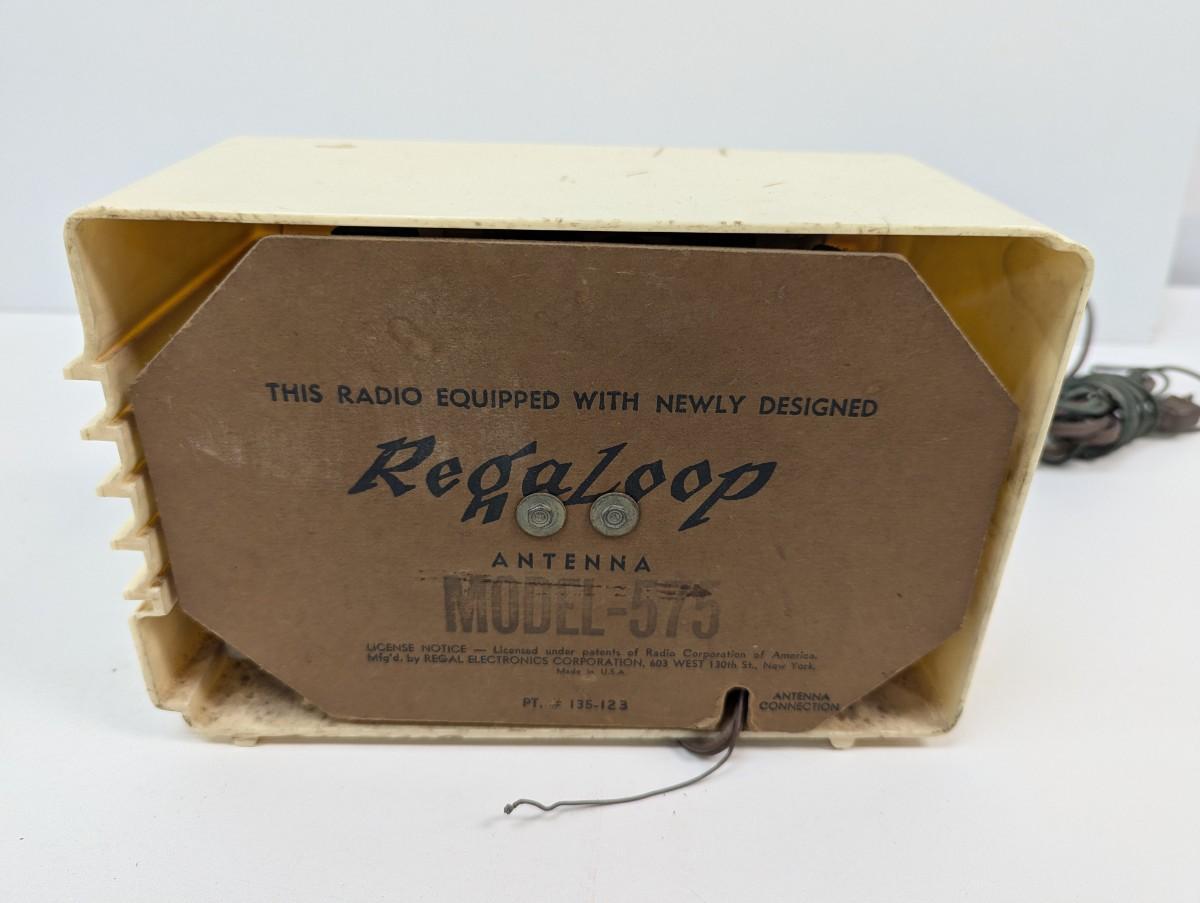 THIS RADIO EQUIPPED WITH NEWLY DESIGNED
RegaLoop
ANTENNA
MODEL-575
LICENSE NOTICE — Licensed under patents of Radio Corporation of America.
Mfg'd. by REGAL ELECTRONICS CORPORATION, 603 WEST 130th St., New York.
Made in U.S.A.
PT. # 135-123
ANTENNA
CONNECTION